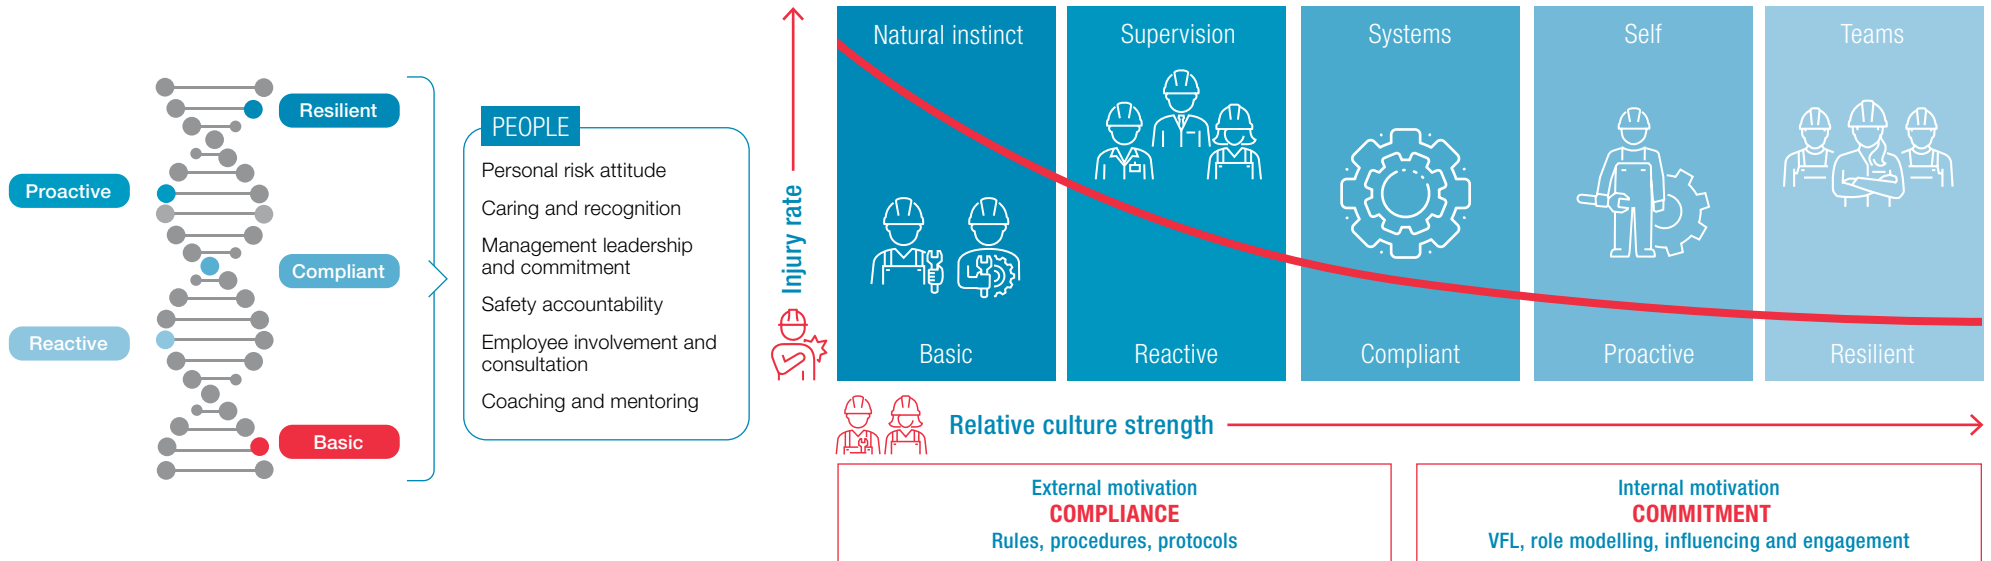 Resilient
Proactive
Compliant
Reactive
Basic
PEOPLE
Personal risk attitude
Caring and recognition
Management leadership
and commitment
Safety accountability
Employee involvement and
consultation
Coaching and mentoring
Injury rate
Natural instinct
Basic
Supervision
Reactive
Systems
Compliant
Self
Proactive
Teams
Resilient
Relative culture strength
External motivation
COMPLIANCE
Rules, procedures, protocols
Internal motivation
COMMITMENT
VFL, role modelling, influencing and engagement